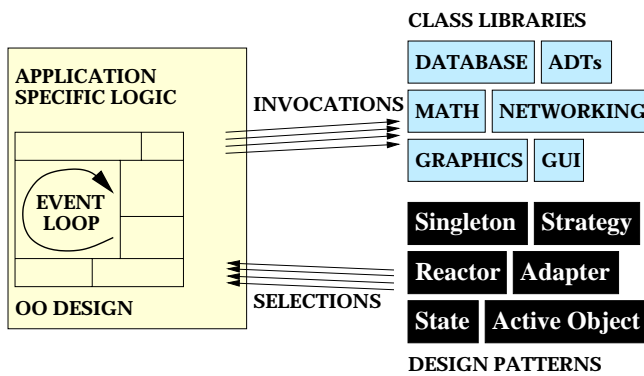 APPLICATION
SPECIFIC LOGIC
EVENT
LOOP
OO DESIGN
INVOCATIONS
SELECTIONS
CLASS LIBRARIES
DATABASE ADTs
MATH NETWORKING
GRAPHICS GUI
Singleton Strategy
Reactor Adapter
State Active Object
DESIGN PATTERNS